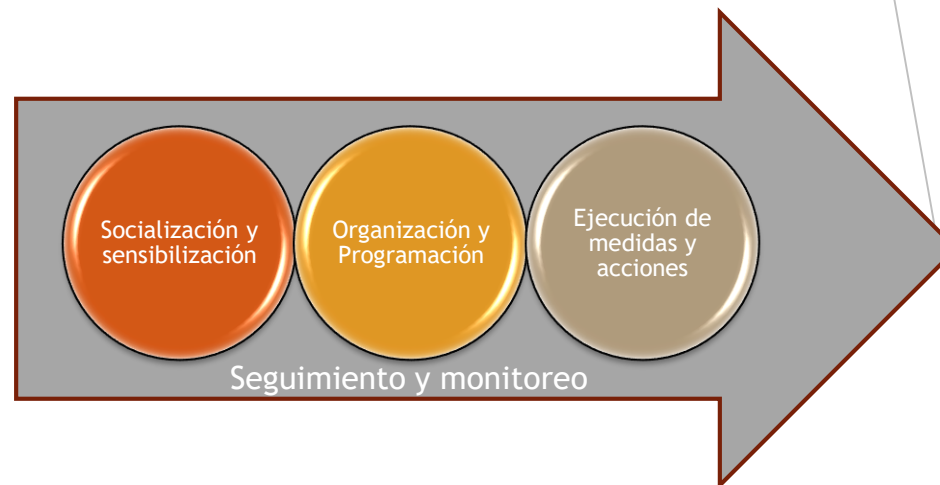 Socialización y
sensibilización
Organización y
Programación
Ejecución de
medidas y
acciones
Seguimiento y monitoreo